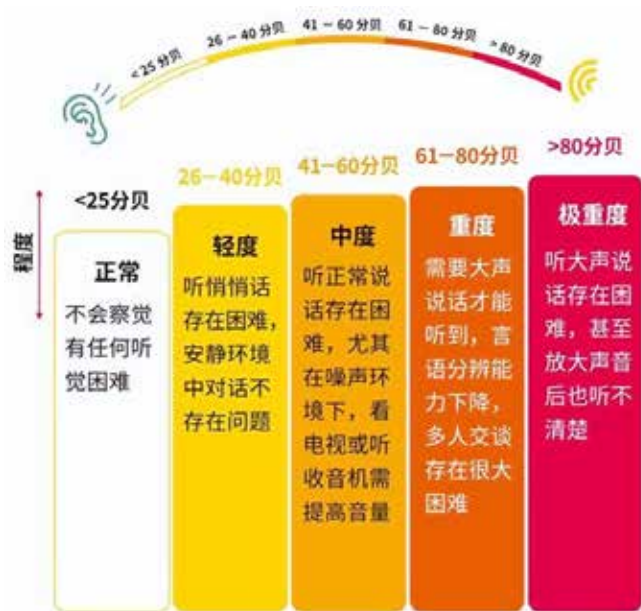 <25分贝
26－40分贝
41－60分贝
61－80分贝
>80分贝
<25分贝
26－40分贝
41－60分贝
61－80分贝
>80分贝
程度
正常
不会察觉
有任何听
觉困难
轻度
听悄悄话
存在困难，
安静环境
中对话不
存在问题
中度
听正常说
话存在困
难，尤其
在噪声环
境下，看
电视或听
收音机需
提高音量
重度
需要大声
说话才能
听到，言
语分辨能
力下降，
多人交谈
存在很大
困难
极重度
听大声说
话存在困
难，甚至
放大声音
后也听不
清楚